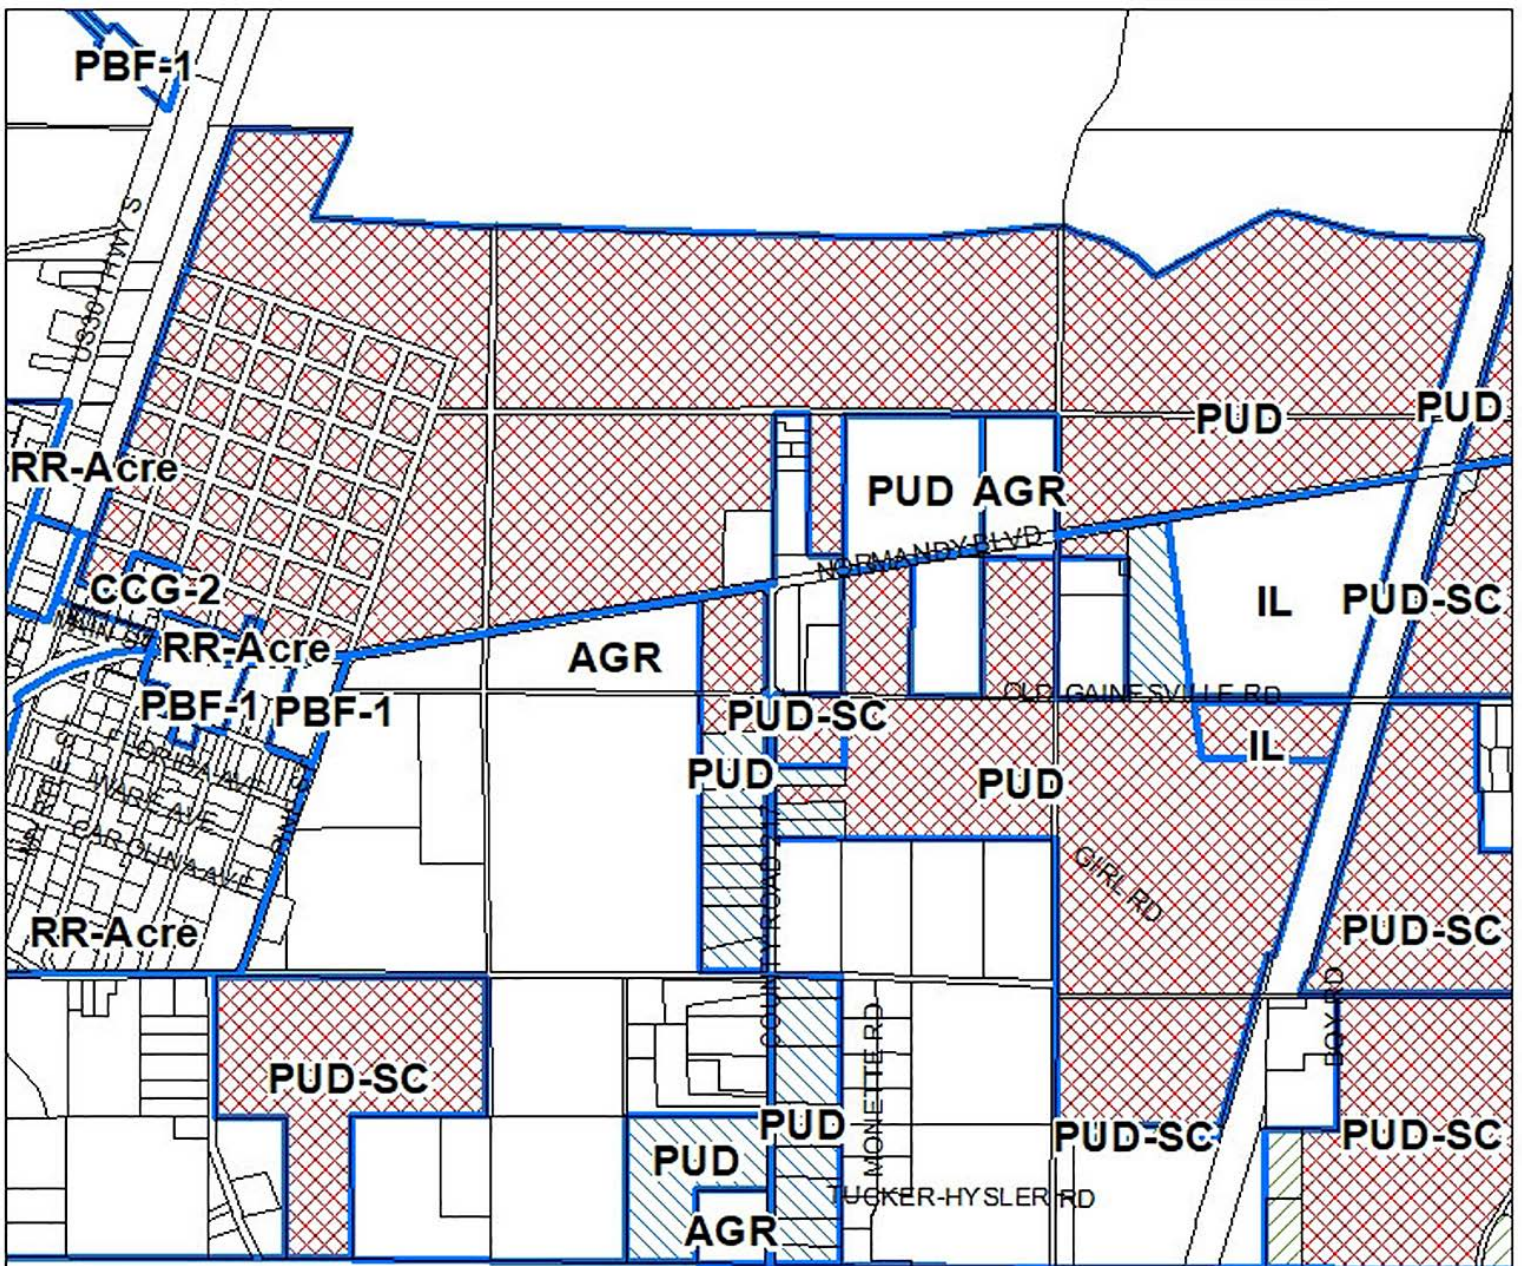 PBF-1
US301 HWY S
PUD
PUD
RR-Acre
PUD AGR
NORMANDY BLVD
CCG-2
IL
PUD-SC
MAIN ST
RR-Acre
AGR
OLD GAINESVILLE RD
PBF-1
PBF-1
PUD-SC
IL
FLORIDA AVE
PUD
PUD
WARE AVE
CAROLINA AVE
GIRL RD
RR-Acre
PUD-SC
COUNTY ROAD
BOY RD
MONETTE RD
PUD-SC
PUD
PUD-SC
PUD-SC
PUD
TUCKER-HYSLER RD
AGR